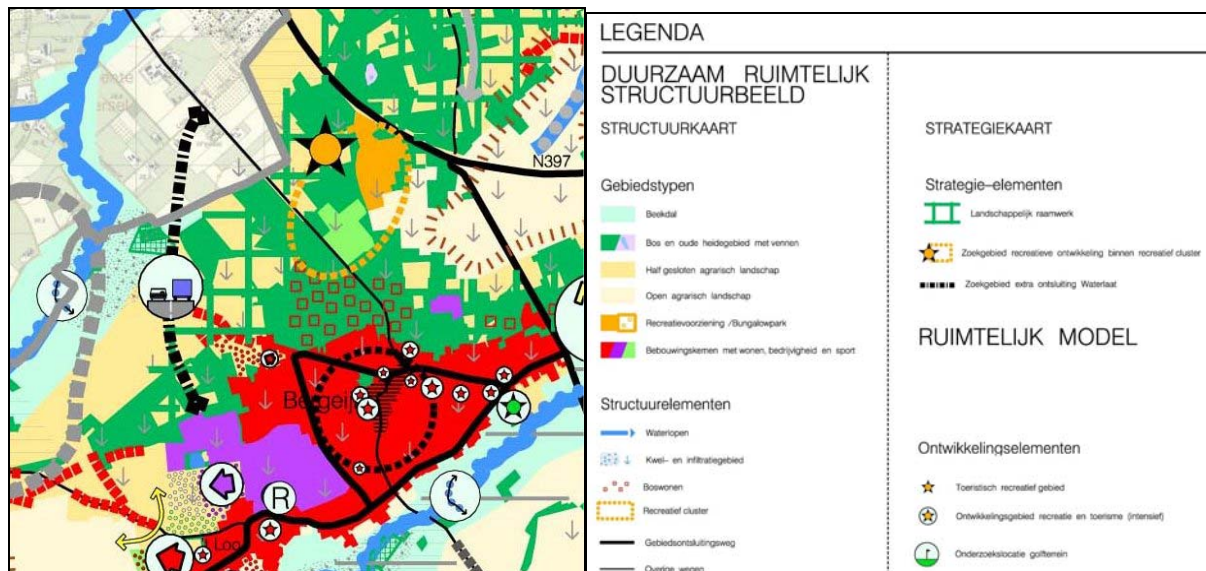 N397
Bergeijk
R
Loo
LEGENDA
DUURZAAM RUIMTELIJK
STRUCTUURBEELD
STRUCTUURKAART
Gebiedstypen
Beekdal
Bos en oude heidegebied met vennen
Half gesloten agrarisch landschap
Open agrarisch landschap
Recreatievoorziening /Bungalowpark
Bebouwingskernen met wonen, bedrijvigheid en sport
Structuurelementen
Waterlopen
Kwel- en infiltratiegebied
Boswonen
Recreatief cluster
Gebiedsontsluitingsweg
Overige wegen
STRATEGIEKAART
Strategie-elementen
Landschappelijk raamwerk
Zoekgebied recreatieve ontwikkeling binnen recreatief cluster
Zoekgebied extra ontsluiting Waterlaat
RUIMTELIJK MODEL
Ontwikkelingselementen
Toeristisch recreatief gebied
Ontwikkelingsgebied recreatie en toerisme (intensief)
Onderzoekslocatie golfterrein